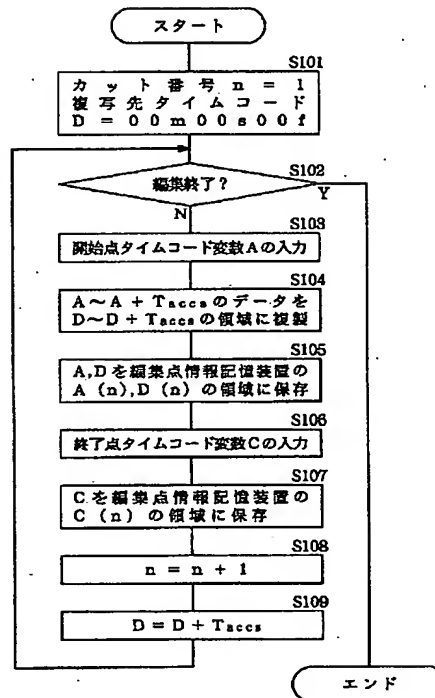 スタート
S101
カット番号n=1
複写先タイムコード
D=00m00s00f
S102
編集終了?
Y
N
S103
開始点タイムコード変数Aの入力
S104
A~A+Taccsのデータを
D~D+Taccsの領域に複製
S105
A,Dを編集点情報記憶装置の
A(n),D(n)の領域に保存
S106
終了点タイムコード変数Cの入力
S107
Cを編集点情報記憶装置の
C(n)の領域に保存
S108
n=n+1
S109
D=D+Taccs
エンド